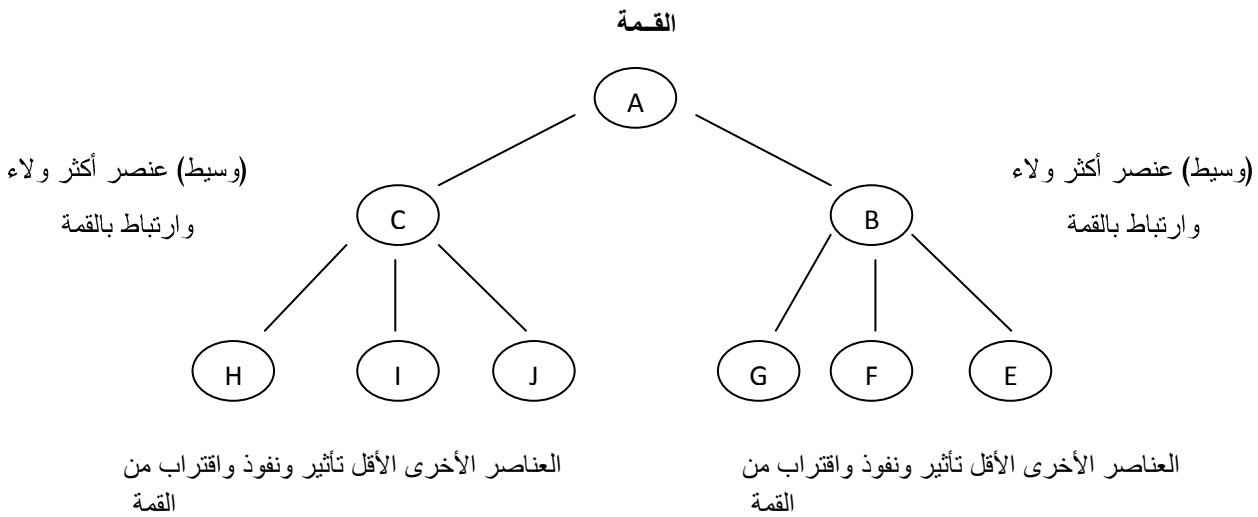 القـمة
A
(وسيط) عنصر أكثر ولاء
وارتباط بالقمة
(وسيط) عنصر أكثر ولاء
وارتباط بالقمة
B
C
E
F
G
J
I
H
العناصر الأخرى الأقل تأثير ونفوذ واقتراب من
القمة
العناصر الأخرى الأقل تأثير ونفوذ واقتراب من
القمة